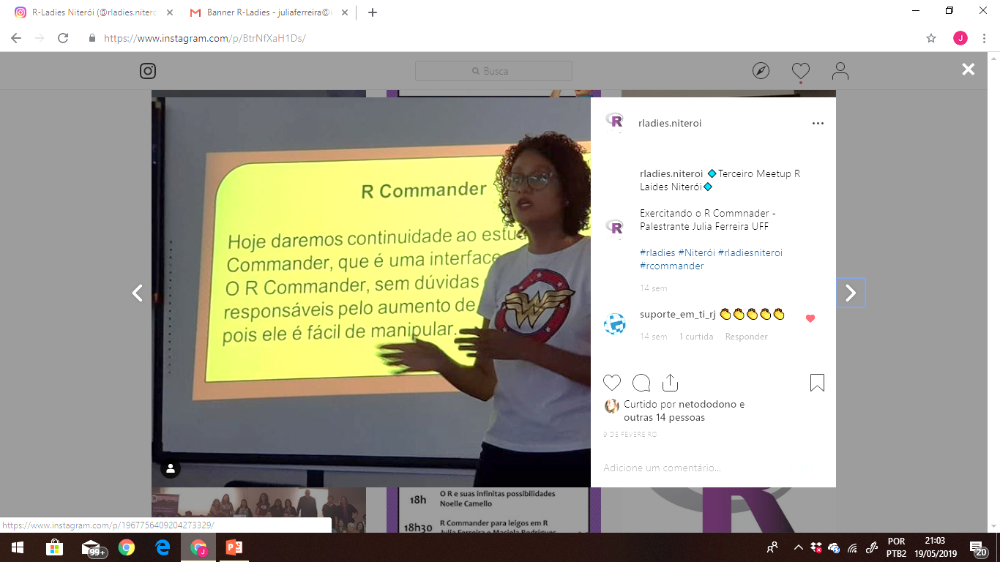 R-Ladies Niterói (@rladies.niterc
Banner R-Ladies - juliaferreira@i
https://www.instagram.com/p/BtrNfXaH1Ds/
J
Busca
R Commander
Hoje daremos continuidade ao estu
Commander, que é uma interface
O R Commander, sem dúvidas
responsáveis pelo aumento de
pois ele é fácil de manipular.
R
rladies.niteroi
rladies.niteroi 🔷Terceiro Meetup R
Laides Niterói🔷
Exercitando o R Commnader -
Palestrante Julia Ferreira UFF
#rladies #Niterói #rladiesniteroi
#rcommander
14 sem
suporte_em_ti_rj 👏👏👏👏👏
14 sem 1 curtida Responder
Curtido por netododono e
outras 14 pessoas
9 DE FEVEREIRO
Adicione um comentário...
18h O R e suas infinitas possibilidades
Noelle Camello
18h30 R Commander para leigos em R
Julia Ferreira e Maciela Rodrigues
https://www.instagram.com/p/1967756409204273329/
99+
POR
PTB2
21:03
19/05/2019
20